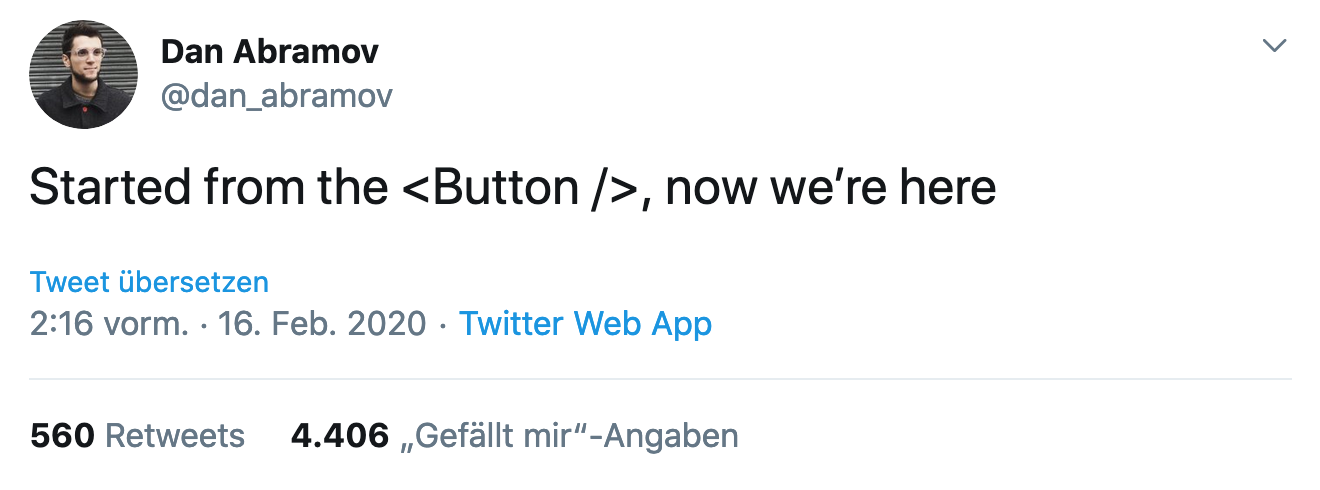 Dan Abramov
@dan_abramov
Started from the <Button />, now we’re here
Tweet übersetzen
2:16 vorm. · 16. Feb. 2020 · Twitter Web App
560 Retweets 4.406 „Gefällt mir“-Angaben